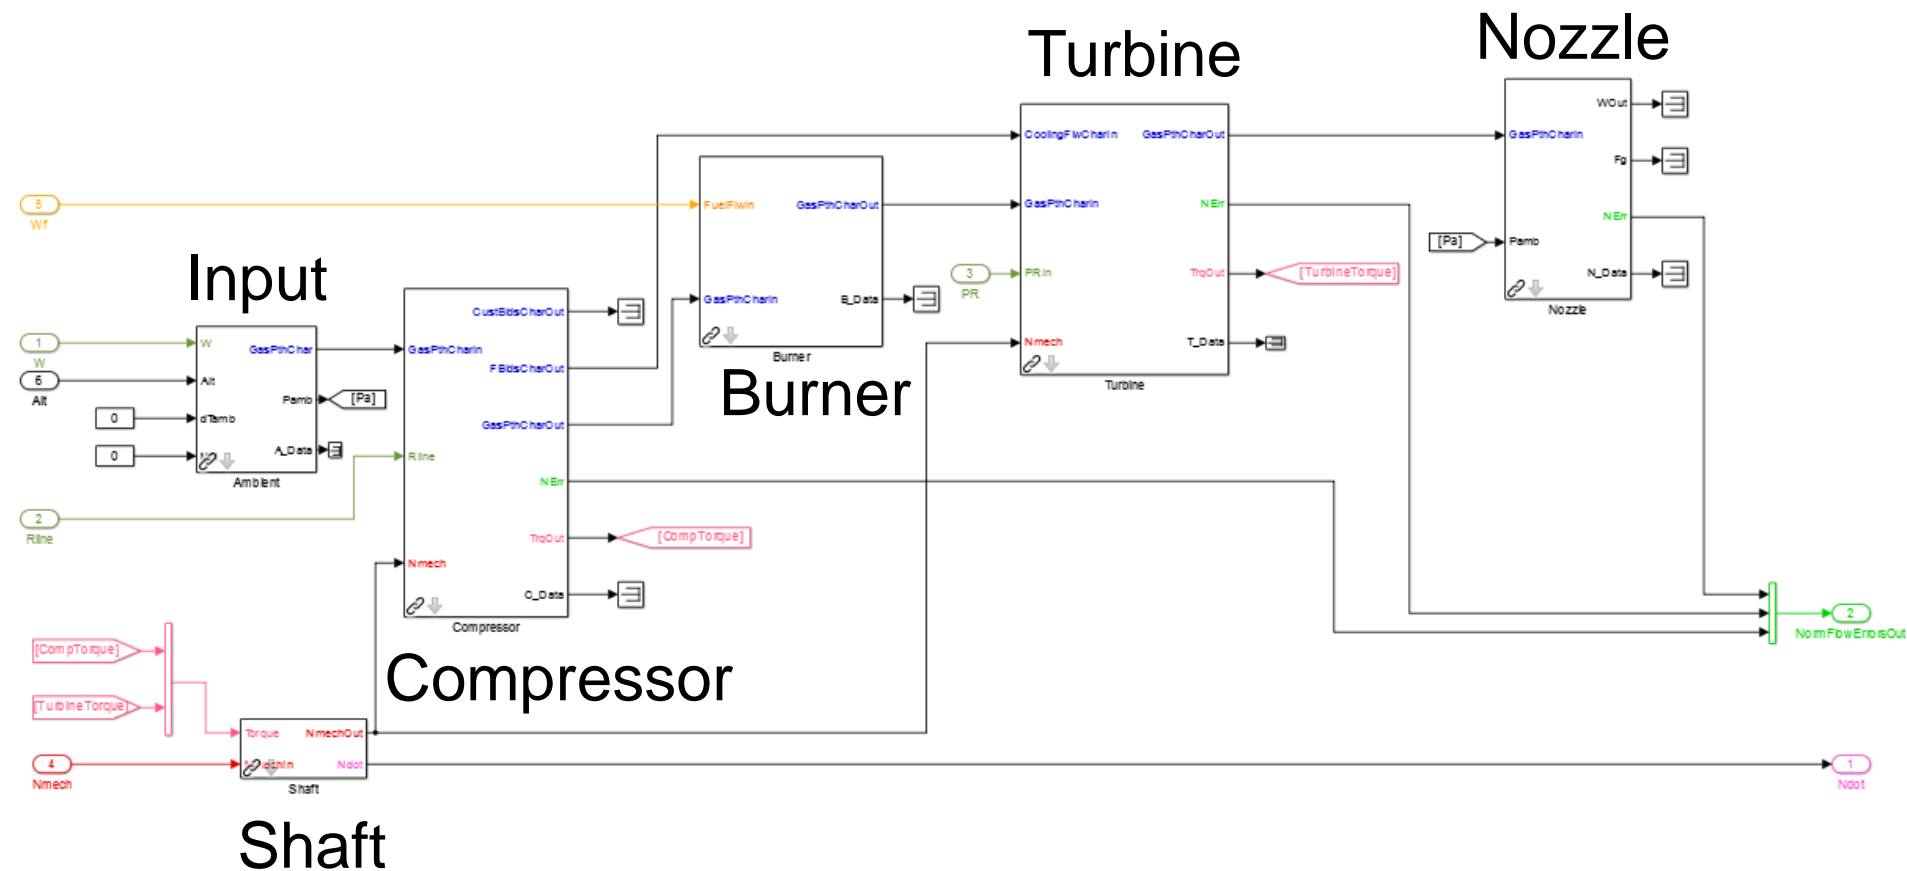 Nozzle
Turbine
WOut
CoolingFlwCharIn
GasPthCharOut
GasPthCharIn
Fg
5
Wf
FuelFlwIn
GasPthCharOut
GasPthCharIn
NErr
NErr
[Pa]
Pamb
Input
3
PR
PRIn
TrqOut
[TurbineTorque]
N_Data
Nozzle
GasPthCharIn
B_Data
CustBldsCharOut
1
W
W
GasPthChar
GasPthCharIn
Nmech
T_Data
Burner
Turbine
FBldsCharOut
6
Alt
Alt
Pamb
[Pa]
Burner
0
dTamb
GasPthCharOut
0
A_Data
Rline
Ambient
NErr
2
Rline
TrqOut
[CompTorque]
Nmech
C_Data
Compressor
2
NormFlowErrorsOut
[CompTorque]
Compressor
[TurbineTorque]
Torque
NmechOut
4
Nmech
Ndot
Shaft
1
Ndot
Shaft